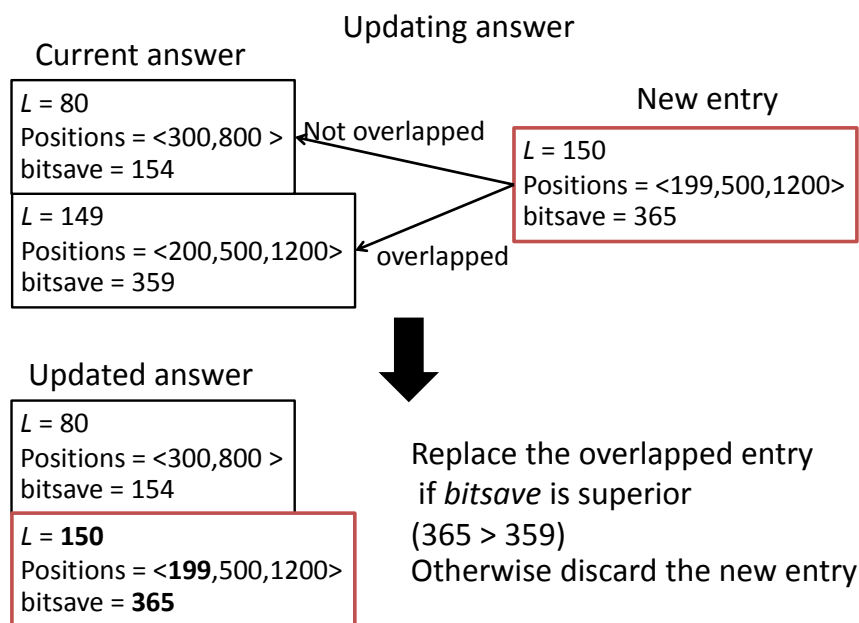 Updating answer
Current answer
L = 80
Positions = <300,800 >
bitsave = 154
L = 149
Positions = <200,500,1200>
bitsave = 359
Not overlapped
overlapped
New entry
L = 150
Positions = <199,500,1200>
bitsave = 365
Updated answer
L = 80
Positions = <300,800 >
bitsave = 154
L = 150
Positions = <199,500,1200>
bitsave = 365
Replace the overlapped entry
if bitsave is superior
(365 > 359)
Otherwise discard the new entry